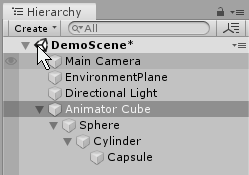 Hierarchy
Create All
DemoScene*
Main Camera
EnvironmentPlane
Directional Light
Animator Cube
Sphere
Cylinder
Capsule